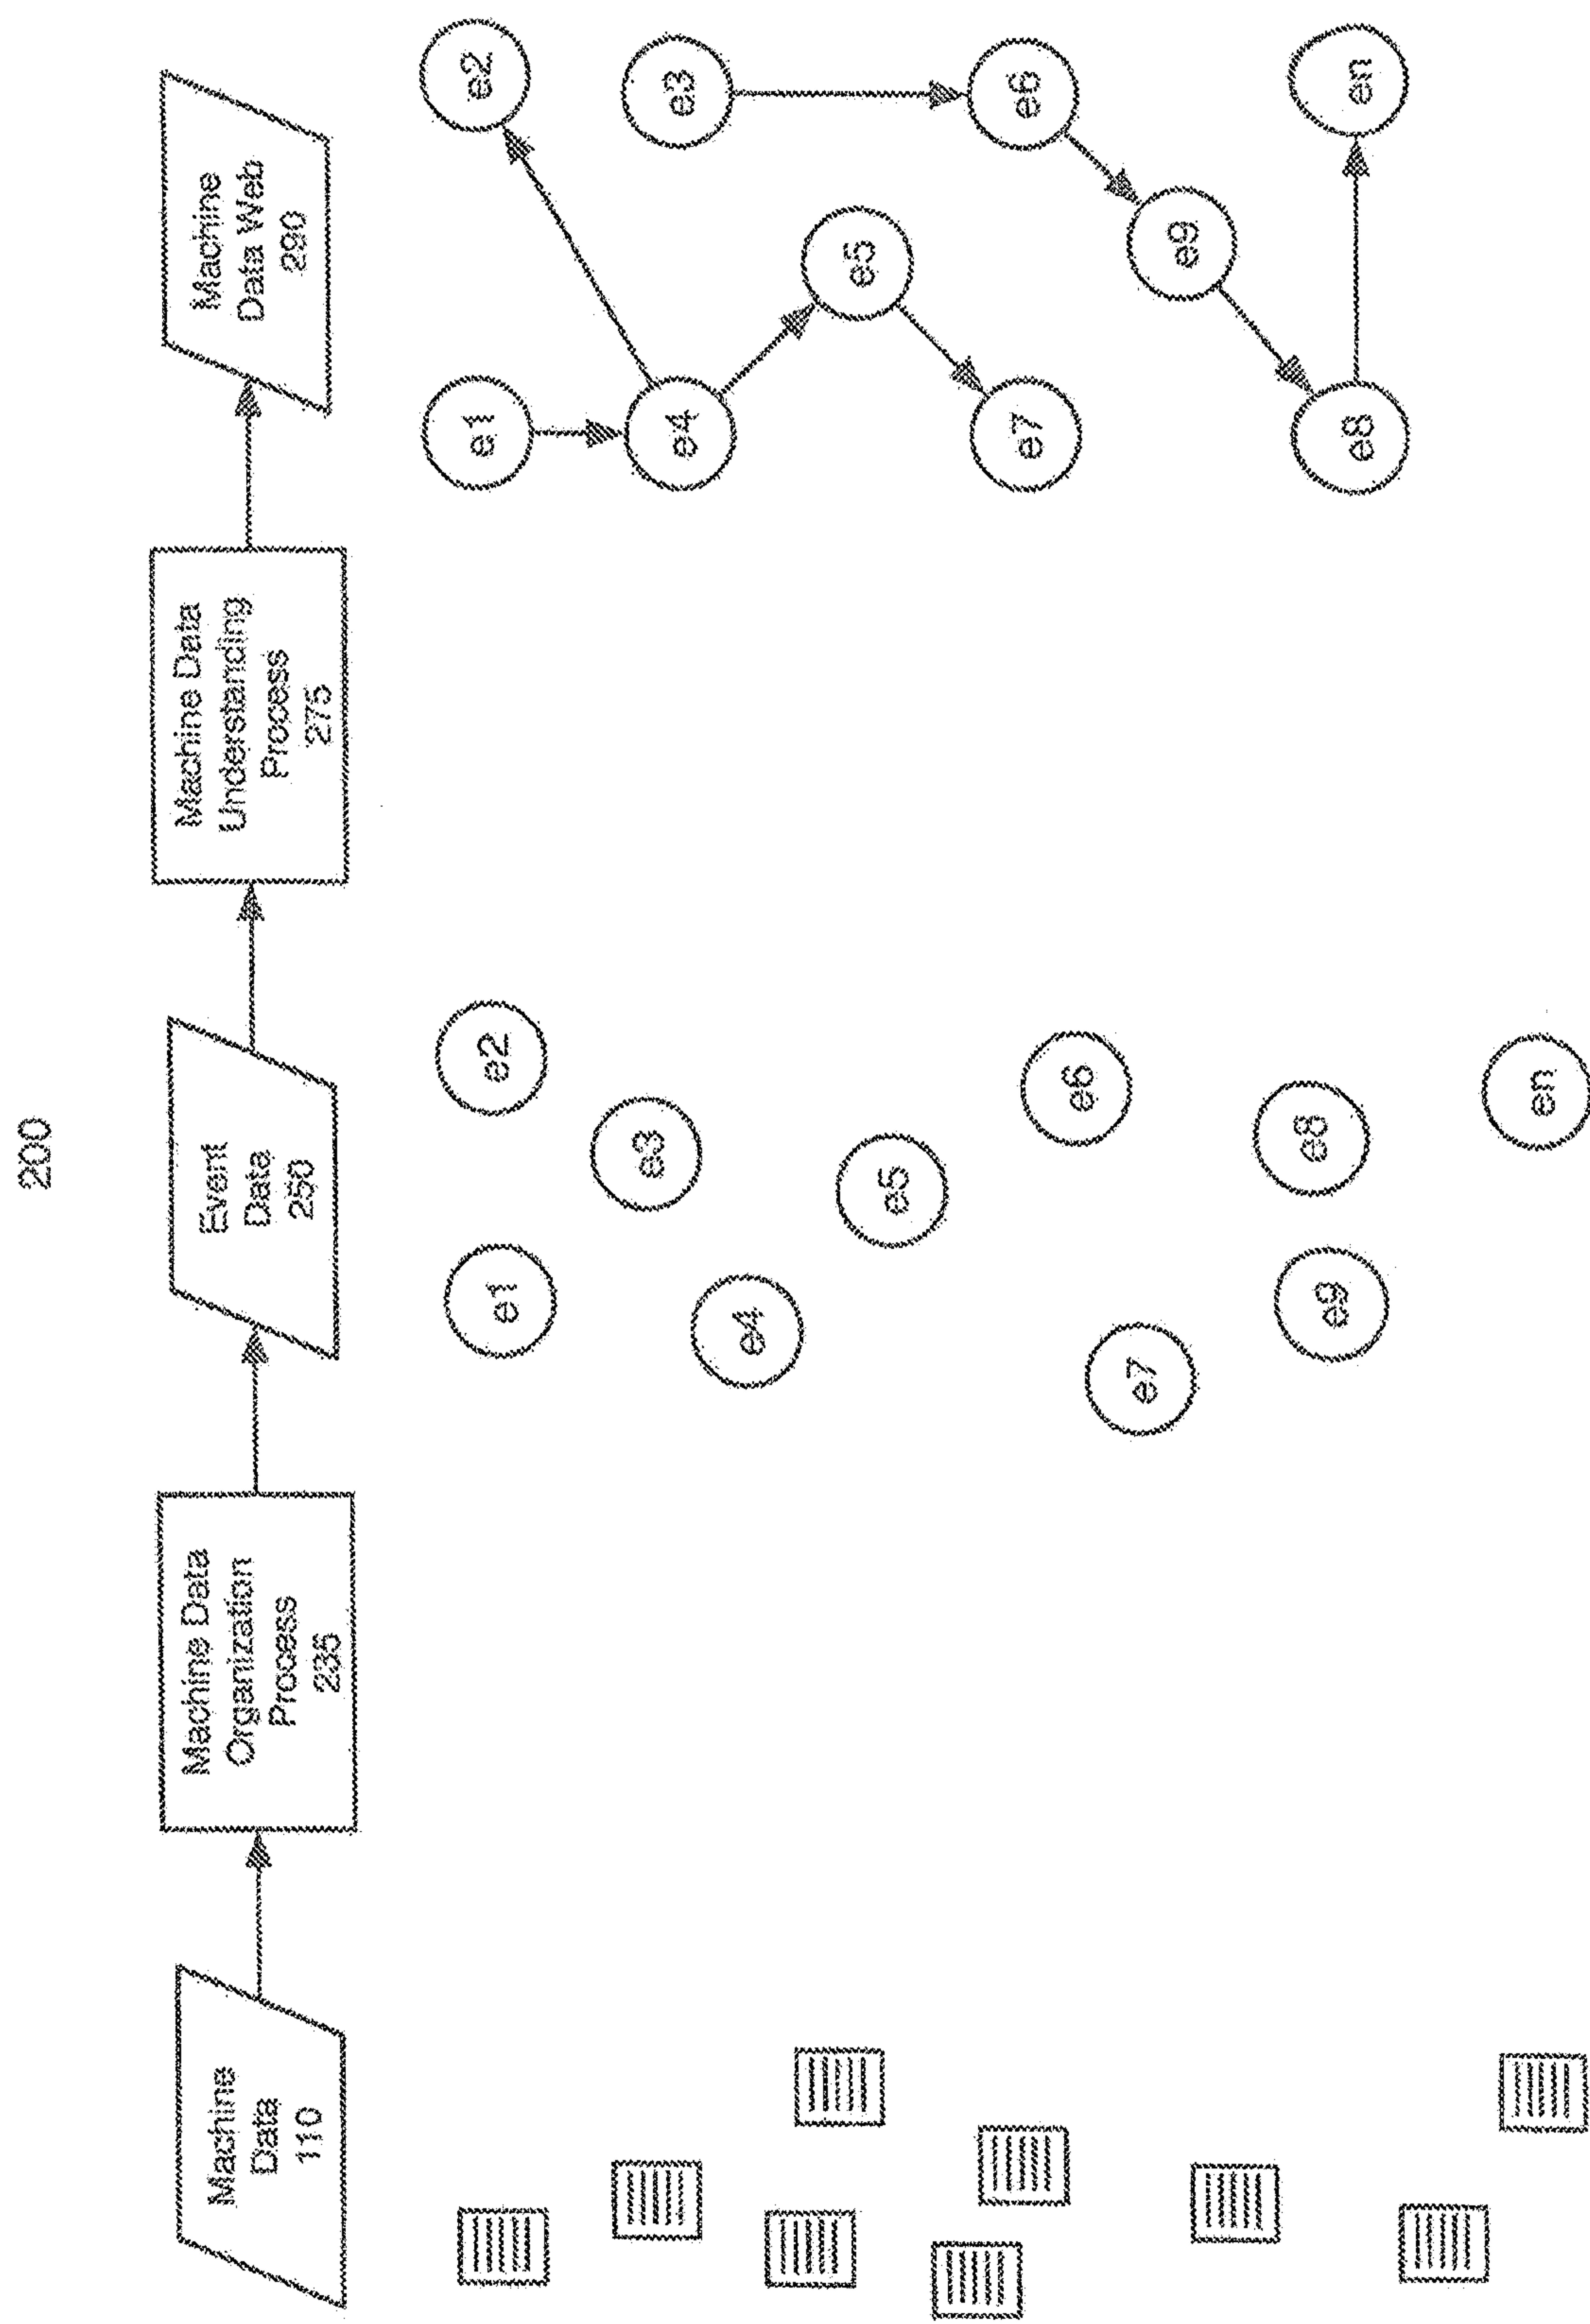 200
Machine
Data
110
Machine Data
Organization
Process
235
Event
Data
250
Machine Data
Understanding
Process
275
Machine
Data Web
290
e1
e2
e3
e4
e5
e6
e7
e8
e9
en
e1
e2
e3
e4
e5
e6
e7
e9
e8
en